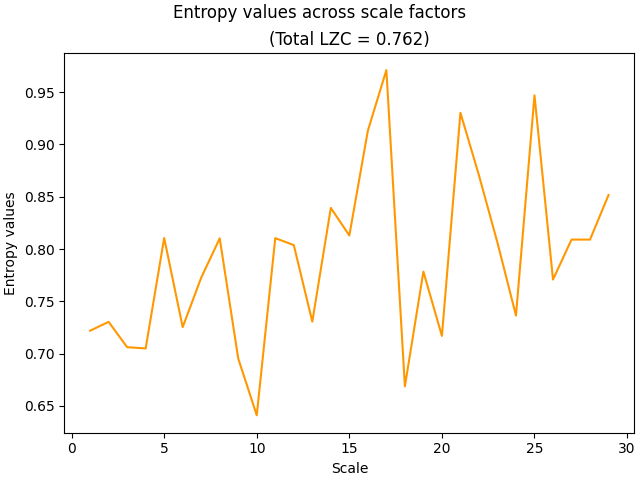 Entropy values across scale factors
(Total LZC = 0.762)
Entropy values
0.95
0.90
0.85
0.80
0.75
0.70
0.65
0 5 10 15 20 25 30
Scale